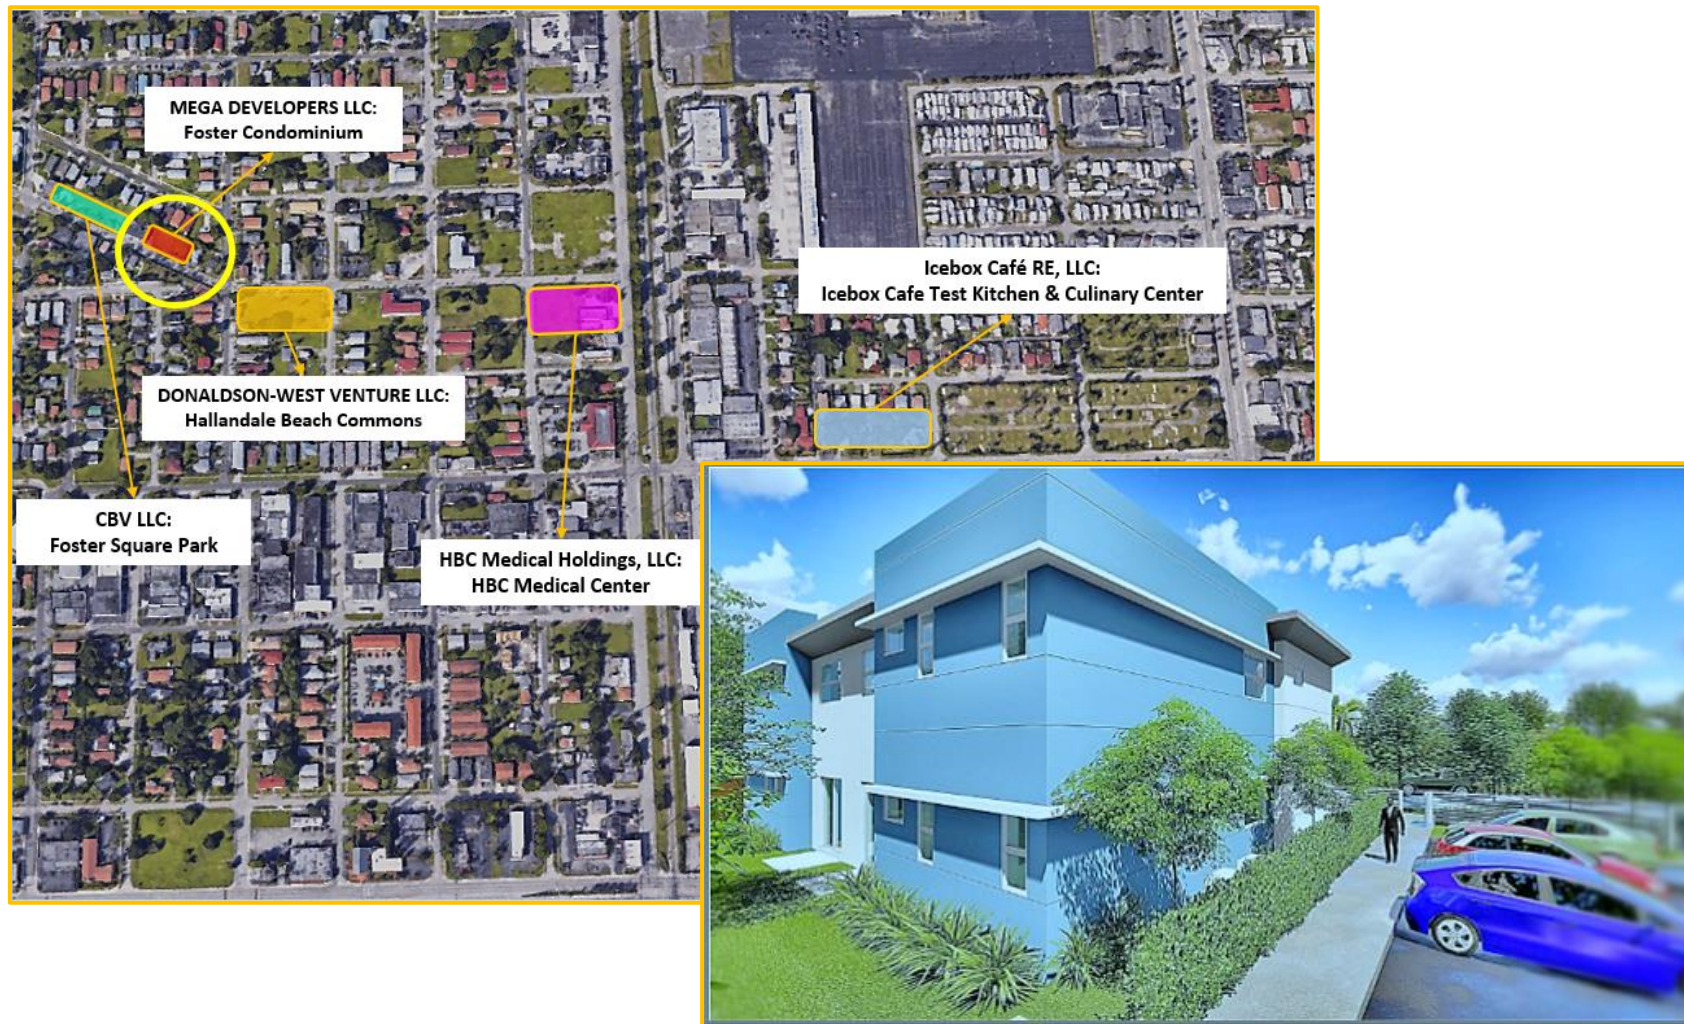 MEGA DEVELOPERS LLC:
Foster Condominium
Icebox Café RE, LLC:
Icebox Cafe Test Kitchen & Culinary Center
DONALDSON-WEST VENTURE LLC:
Hallandale Beach Commons
CBV LLC:
Foster Square Park
HBC Medical Holdings, LLC:
HBC Medical Center